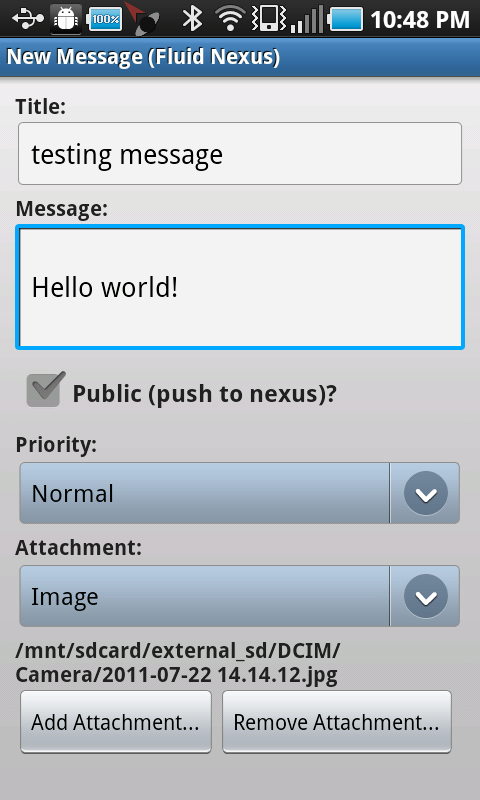 100% 10:48 PM
New Message (Fluid Nexus)
Title:
testing message
Message:
Hello world!
Public (push to nexus)?
Priority:
Normal
Attachment:
Image
/mnt/sdcard/external_sd/DCIM/
Camera/2011-07-22 14.14.12.jpg
Add Attachment... Remove Attachment...